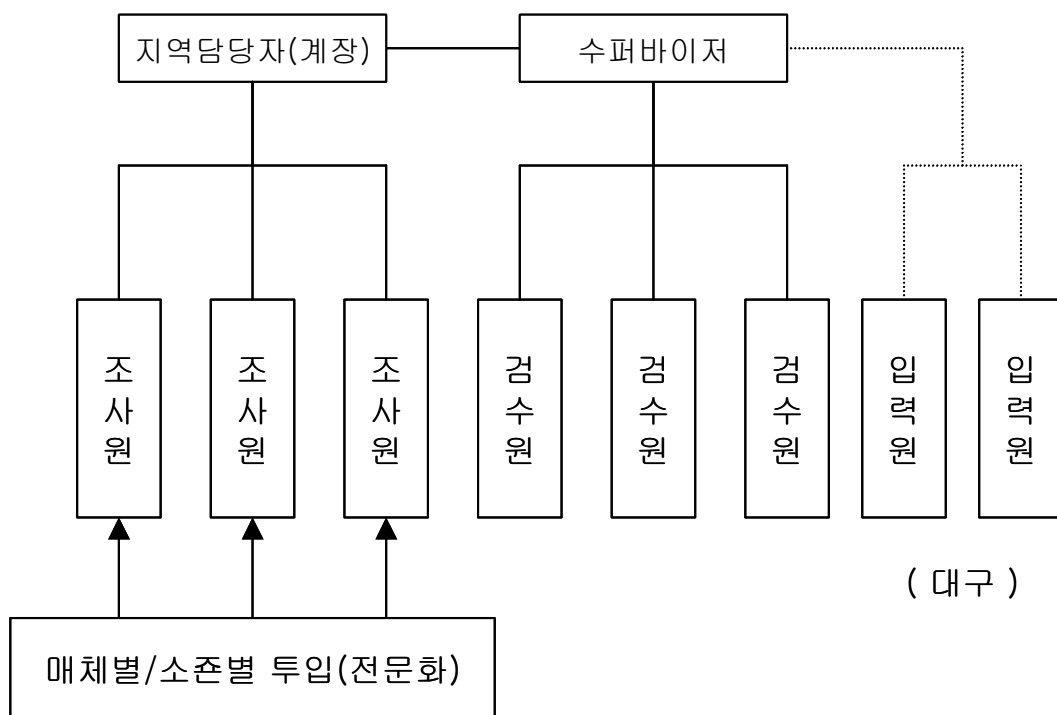 지역담당자(계장)
수퍼바이저
조사원
조사원
조사원
검수원
검수원
검수원
입력원
입력원
( 대구 )
매체별/소죤별 투입(전문화)